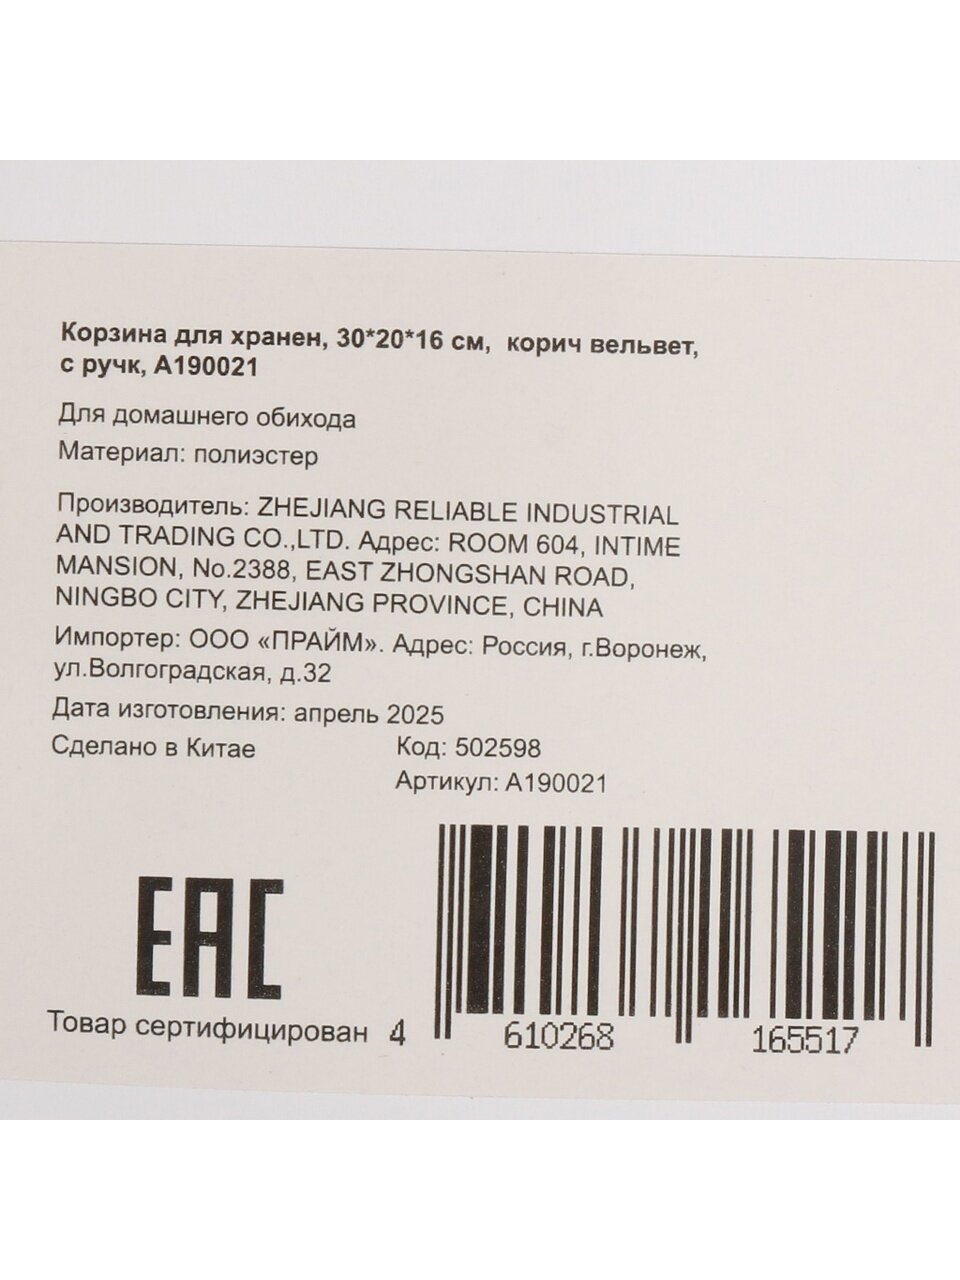 Корзина для хранен, 30*20*16 см, корич вельвет,
с ручк, А190021
Для домашнего обихода
Материал: полиэстер
Производитель: ZHEJIANG RELIABLE INDUSTRIAL
AND TRADING CO.,LTD. Адрес: ROOM 604, INTIME
MANSION, No.2388, EAST ZHONGSHAN ROAD,
NINGBO CITY, ZHEJIANG PROVINCE, CHINA
Импортер: ООО «ПРАЙМ». Адрес: Россия, г.Воронеж,
ул.Волгоградская, д.32
Дата изготовления: апрель 2025
Сделано в Китае Код: 502598
Артикул: А190021
EAC
Товар сертифицирован 4 610268 165517